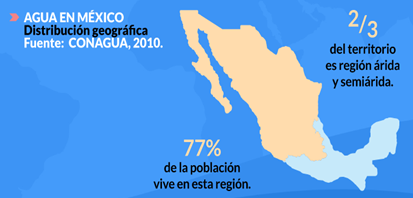 AGUA EN MÉXICO
Distribución geográfica
Fuente: CONAGUA, 2010.
2/3
del territorio
es región árida
y semiárida.
77%
de la población
vive en esta región.